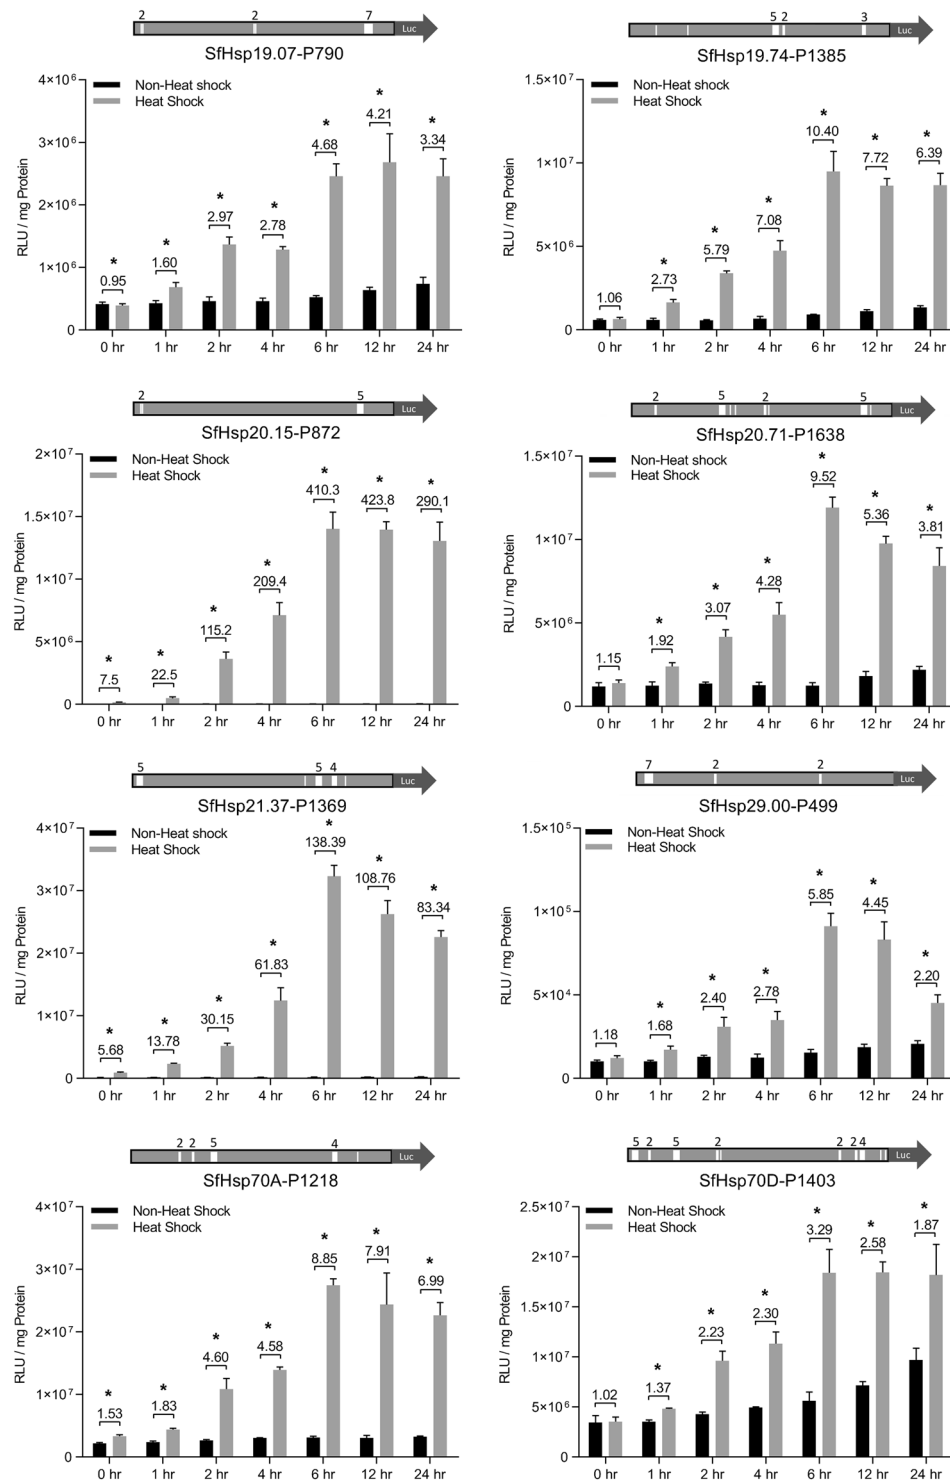 2 2 7
Luc
SfHsp19.07-P790
Non-Heat shock
Heat Shock
RLU / mg Protein
4×10⁶
3×10⁶
2×10⁶
1×10⁶
0
* * * * * * *
0.95 1.60 2.97 2.78 4.68 4.21 3.34
0 hr 1 hr 2 hr 4 hr 6 hr 12 hr 24 hr
5 2 3
Luc
SfHsp19.74-P1385
Non-Heat shock
Heat Shock
RLU / mg Protein
1.5×10⁷
1×10⁷
5×10⁶
0
* * * * * *
1.06 2.73 5.79 7.08 10.40 7.72 6.39
0 hr 1 hr 2 hr 4 hr 6 hr 12 hr 24 hr
2 5
Luc
SfHsp20.15-P872
Non-Heat Shock
Heat Shock
RLU / mg Protein
2×10⁷
1.5×10⁷
1×10⁷
5×10⁶
0
* * * * * * *
7.5 22.5 115.2 209.4 410.3 423.8 290.1
0 hr 1 hr 2 hr 4 hr 6 hr 12 hr 24 hr
2 5 2 5
Luc
SfHsp20.71-P1638
Non-Heat shock
Heat Shock
RLU / mg Protein
1.5×10⁷
1×10⁷
5×10⁶
0
* * * * * *
1.15 1.92 3.07 4.28 9.52 5.36 3.81
0 hr 1 hr 2 hr 4 hr 6 hr 12 hr 24 hr
5 5 4
Luc
SfHsp21.37-P1369
Non-Heat shock
Heat Shock
RLU / mg Protein
4×10⁷
3×10⁷
2×10⁷
1×10⁷
0
* * * * * * *
5.68 13.78 30.15 61.83 138.39 108.76 83.34
0 hr 1 hr 2 hr 4 hr 6 hr 12 hr 24 hr
7 2 2
Luc
SfHsp29.00-P499
Non-Heat Shock
Heat Shock
RLU / mg Protein
1.5×10⁵
1×10⁵
5×10⁴
0
* * * * * *
1.18 1.68 2.40 2.78 5.85 4.45 2.20
0 hr 1 hr 2 hr 4 hr 6 hr 12 hr 24 hr
2 2 5 4
Luc
SfHsp70A-P1218
Non-Heat Shock
Heat Shock
RLU / mg Protein
4×10⁷
3×10⁷
2×10⁷
1×10⁷
0
* * * * * * *
1.53 1.83 4.60 4.58 8.85 7.91 6.99
0 hr 1 hr 2 hr 4 hr 6 hr 12 hr 24 hr
5 2 5 2 2 2 4
Luc
SfHsp70D-P1403
Non-Heat Shock
Heat Shock
RLU / mg Protein
2.5×10⁷
2×10⁷
1.5×10⁷
1×10⁷
5×10⁶
0
* * * * * *
1.02 1.37 2.23 2.30 3.29 2.58 1.87
0 hr 1 hr 2 hr 4 hr 6 hr 12 hr 24 hr